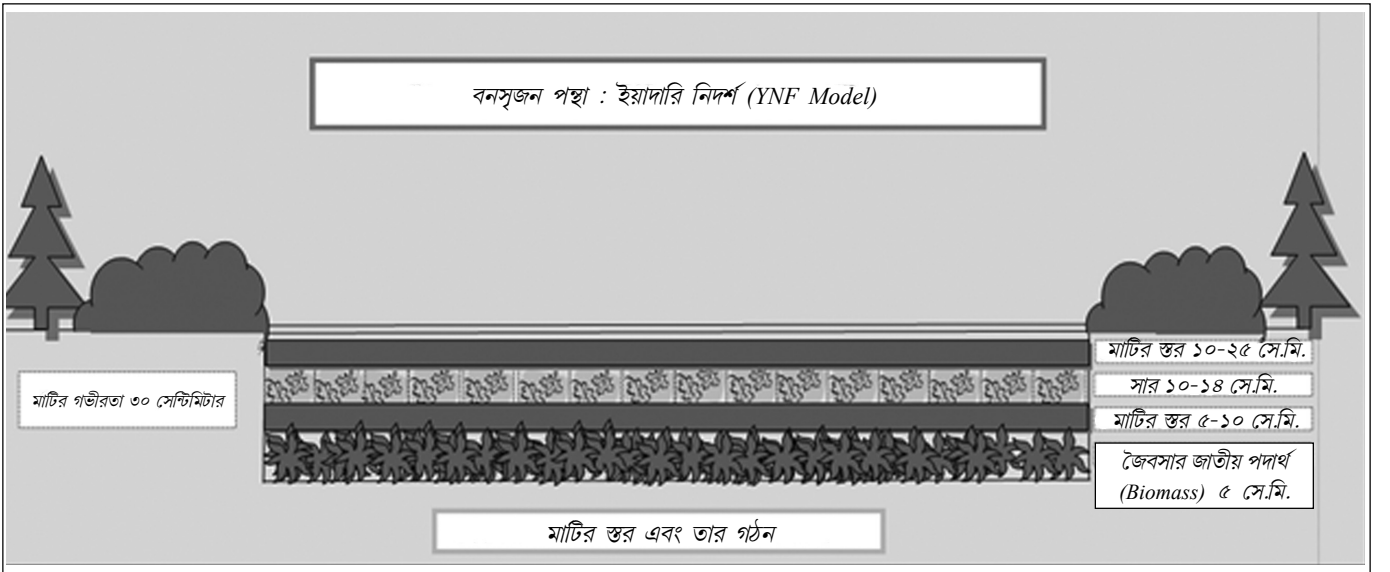 বনসৃজন পন্থা : ইয়াদারি নিদর্শ (YNF Model)
মাটির গভীরতা ৩০ সেন্টিমিটার
মাটির স্তর ১০-২৫ সে.মি.
সার ১০-১৪ সে.মি.
মাটির স্তর ৫-১০ সে.মি.
জৈবসার জাতীয় পদার্থ
(Biomass) ৫ সে.মি.
মাটির স্তর এবং তার গঠন